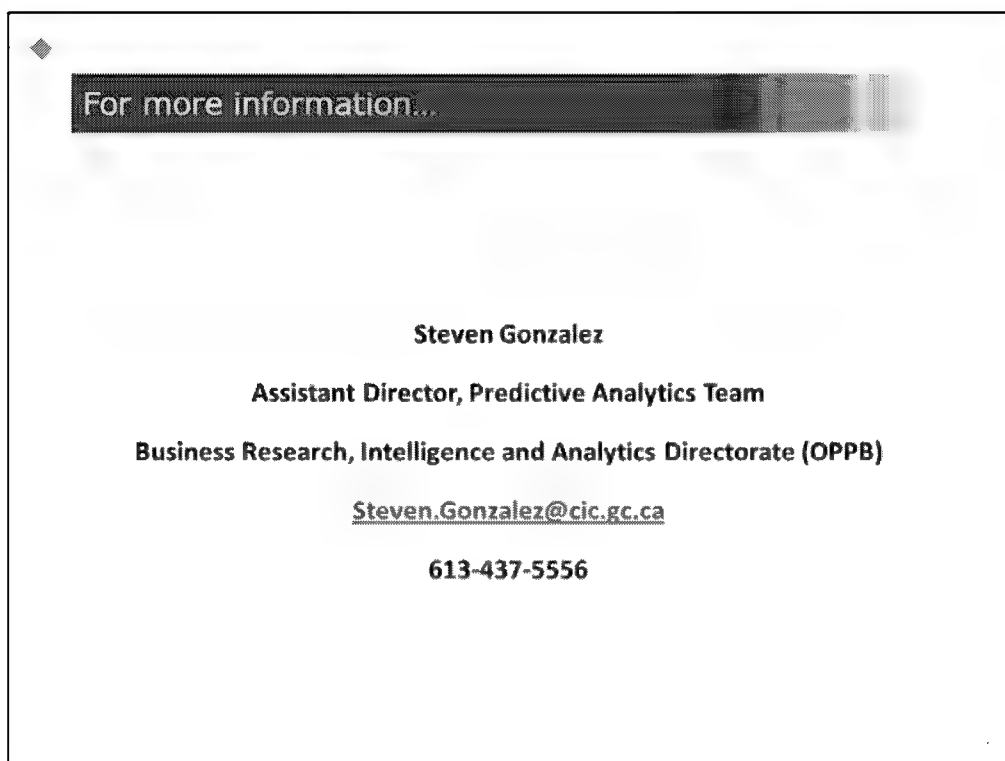 For more information...
Steven Gonzalez
Assistant Director, Predictive Analytics Team
Business Research, Intelligence and Analytics Directorate (OPPB)
Steven.Gonzalez@cic.gc.ca
613-437-5556